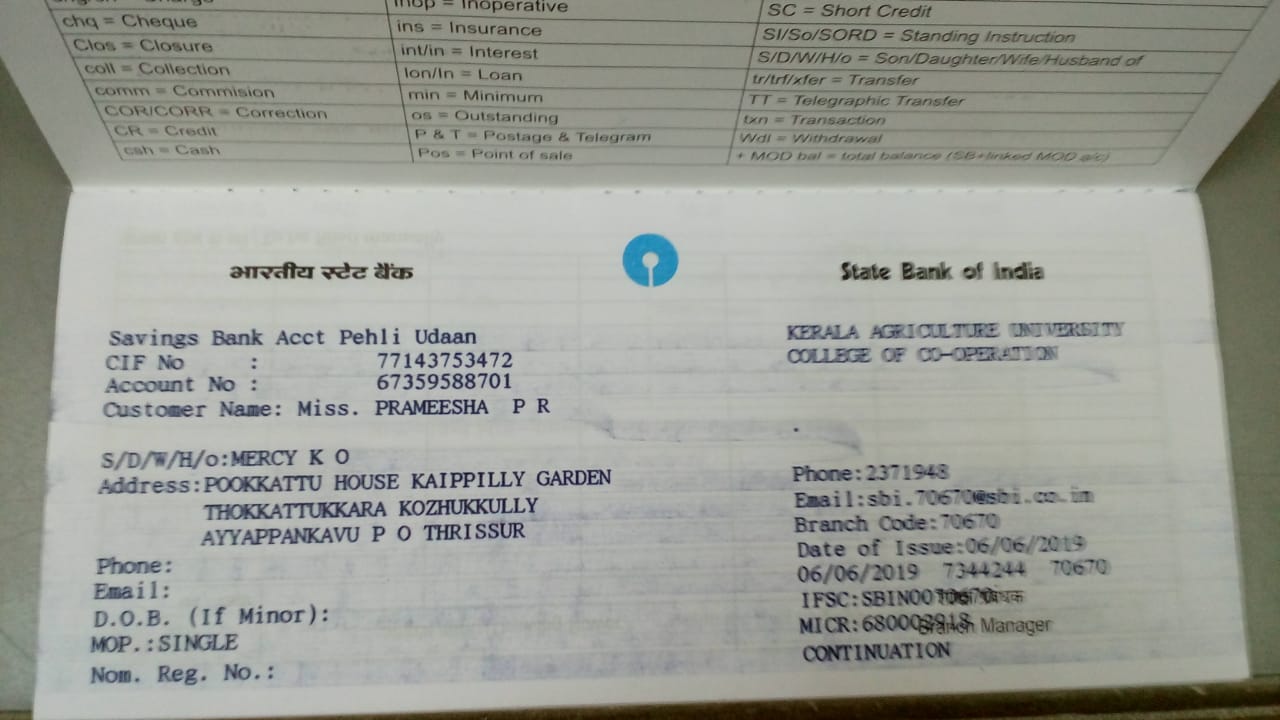 inop = Inoperative
SC = Short Credit
chq = Cheque
ins = Insurance
SI/So/SORD = Standing Instruction
Clos = Closure
int/in = Interest
S/D/W/H/o = Son/Daughter/Wife/Husband of
coll = Collection
lon/ln = Loan
tr/trf/xfer = Transfer
comm = Commision
min = Minimum
TT = Telegraphic Transfer
COR/CORR = Correction
os = Outstanding
txn = Transaction
CR = Credit
P & T = Postage & Telegram
Wdl = Withdrawal
csh = Cash
Pos = Point of sale
+ MOD bal = total balance (SB+linked MOD a/c)
भारतीय स्टेट बैंक
State Bank of India
Savings Bank Acct Pehli Udaan
CIF No : 77143753472
Account No : 67359588701
Customer Name: Miss. PRAMEESHA P R
S/D/W/H/o:MERCY K O
Address:POOKKATTU HOUSE KAIPPILLY GARDEN
THOKKATTUKKARA KOZHUKKULLY
AYYAPPANKAVU P O THRISSUR
Phone:
Email:
D.O.B. (If Minor):
MOP.:SINGLE
Nom. Reg. No.:
KERALA AGRICULTURE UNIVERSITY
COLLEGE OF CO-OPERATION
Phone:2371948
Email:sbi.70670@sbi.co.in
Branch Code:70670
Date of Issue:06/06/2019
06/06/2019 7344244 70670
IFSC:
MICR:
Branch Manager
CONTINUATION